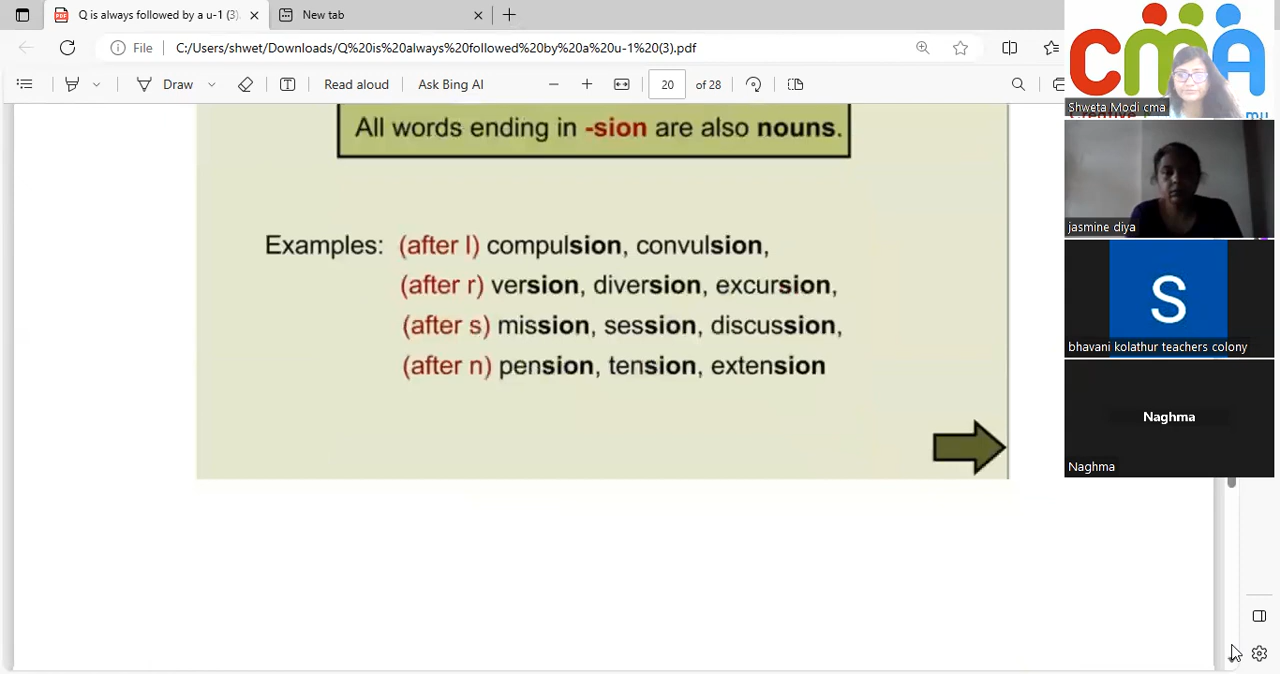 Q is always followed by a u-1 (3).
New tab
File
C:/Users/shwet/Downloads/Q%20is%20always%20followed%20by%20a%20u-1%20(3).pdf
Draw
Read aloud
Ask Bing AI
20
of 28
All words ending in -sion are also nouns.
Examples: (after l) compulsion, convulsion,
(after r) version, diversion, excursion,
(after s) mission, session, discussion,
(after n) pension, tension, extension
cmA
Shweta Modi cma
jasmine diya
S
bhavani kolathur teachers colony
Naghma
Naghma